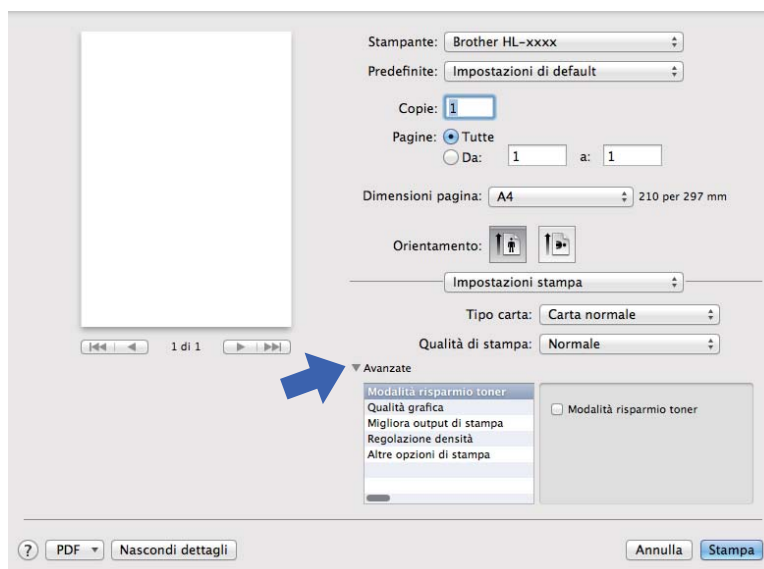 Stampante: Brother HL-xxxx
Predefinite: Impostazioni di default
Copie: 1
Pagine: Tutte
Da: 1 a: 1
Dimensioni pagina: A4 210 per 297 mm
Orientamento:
Impostazioni stampa
Tipo carta: Carta normale
1 di 1
Qualità di stampa: Normale
Avanzate
Modalità risparmio toner
Qualità grafica
Migliora output di stampa
Regolazione densità
Altre opzioni di stampa
Modalità risparmio toner
? PDF Nascondi dettagli Annulla Stampa